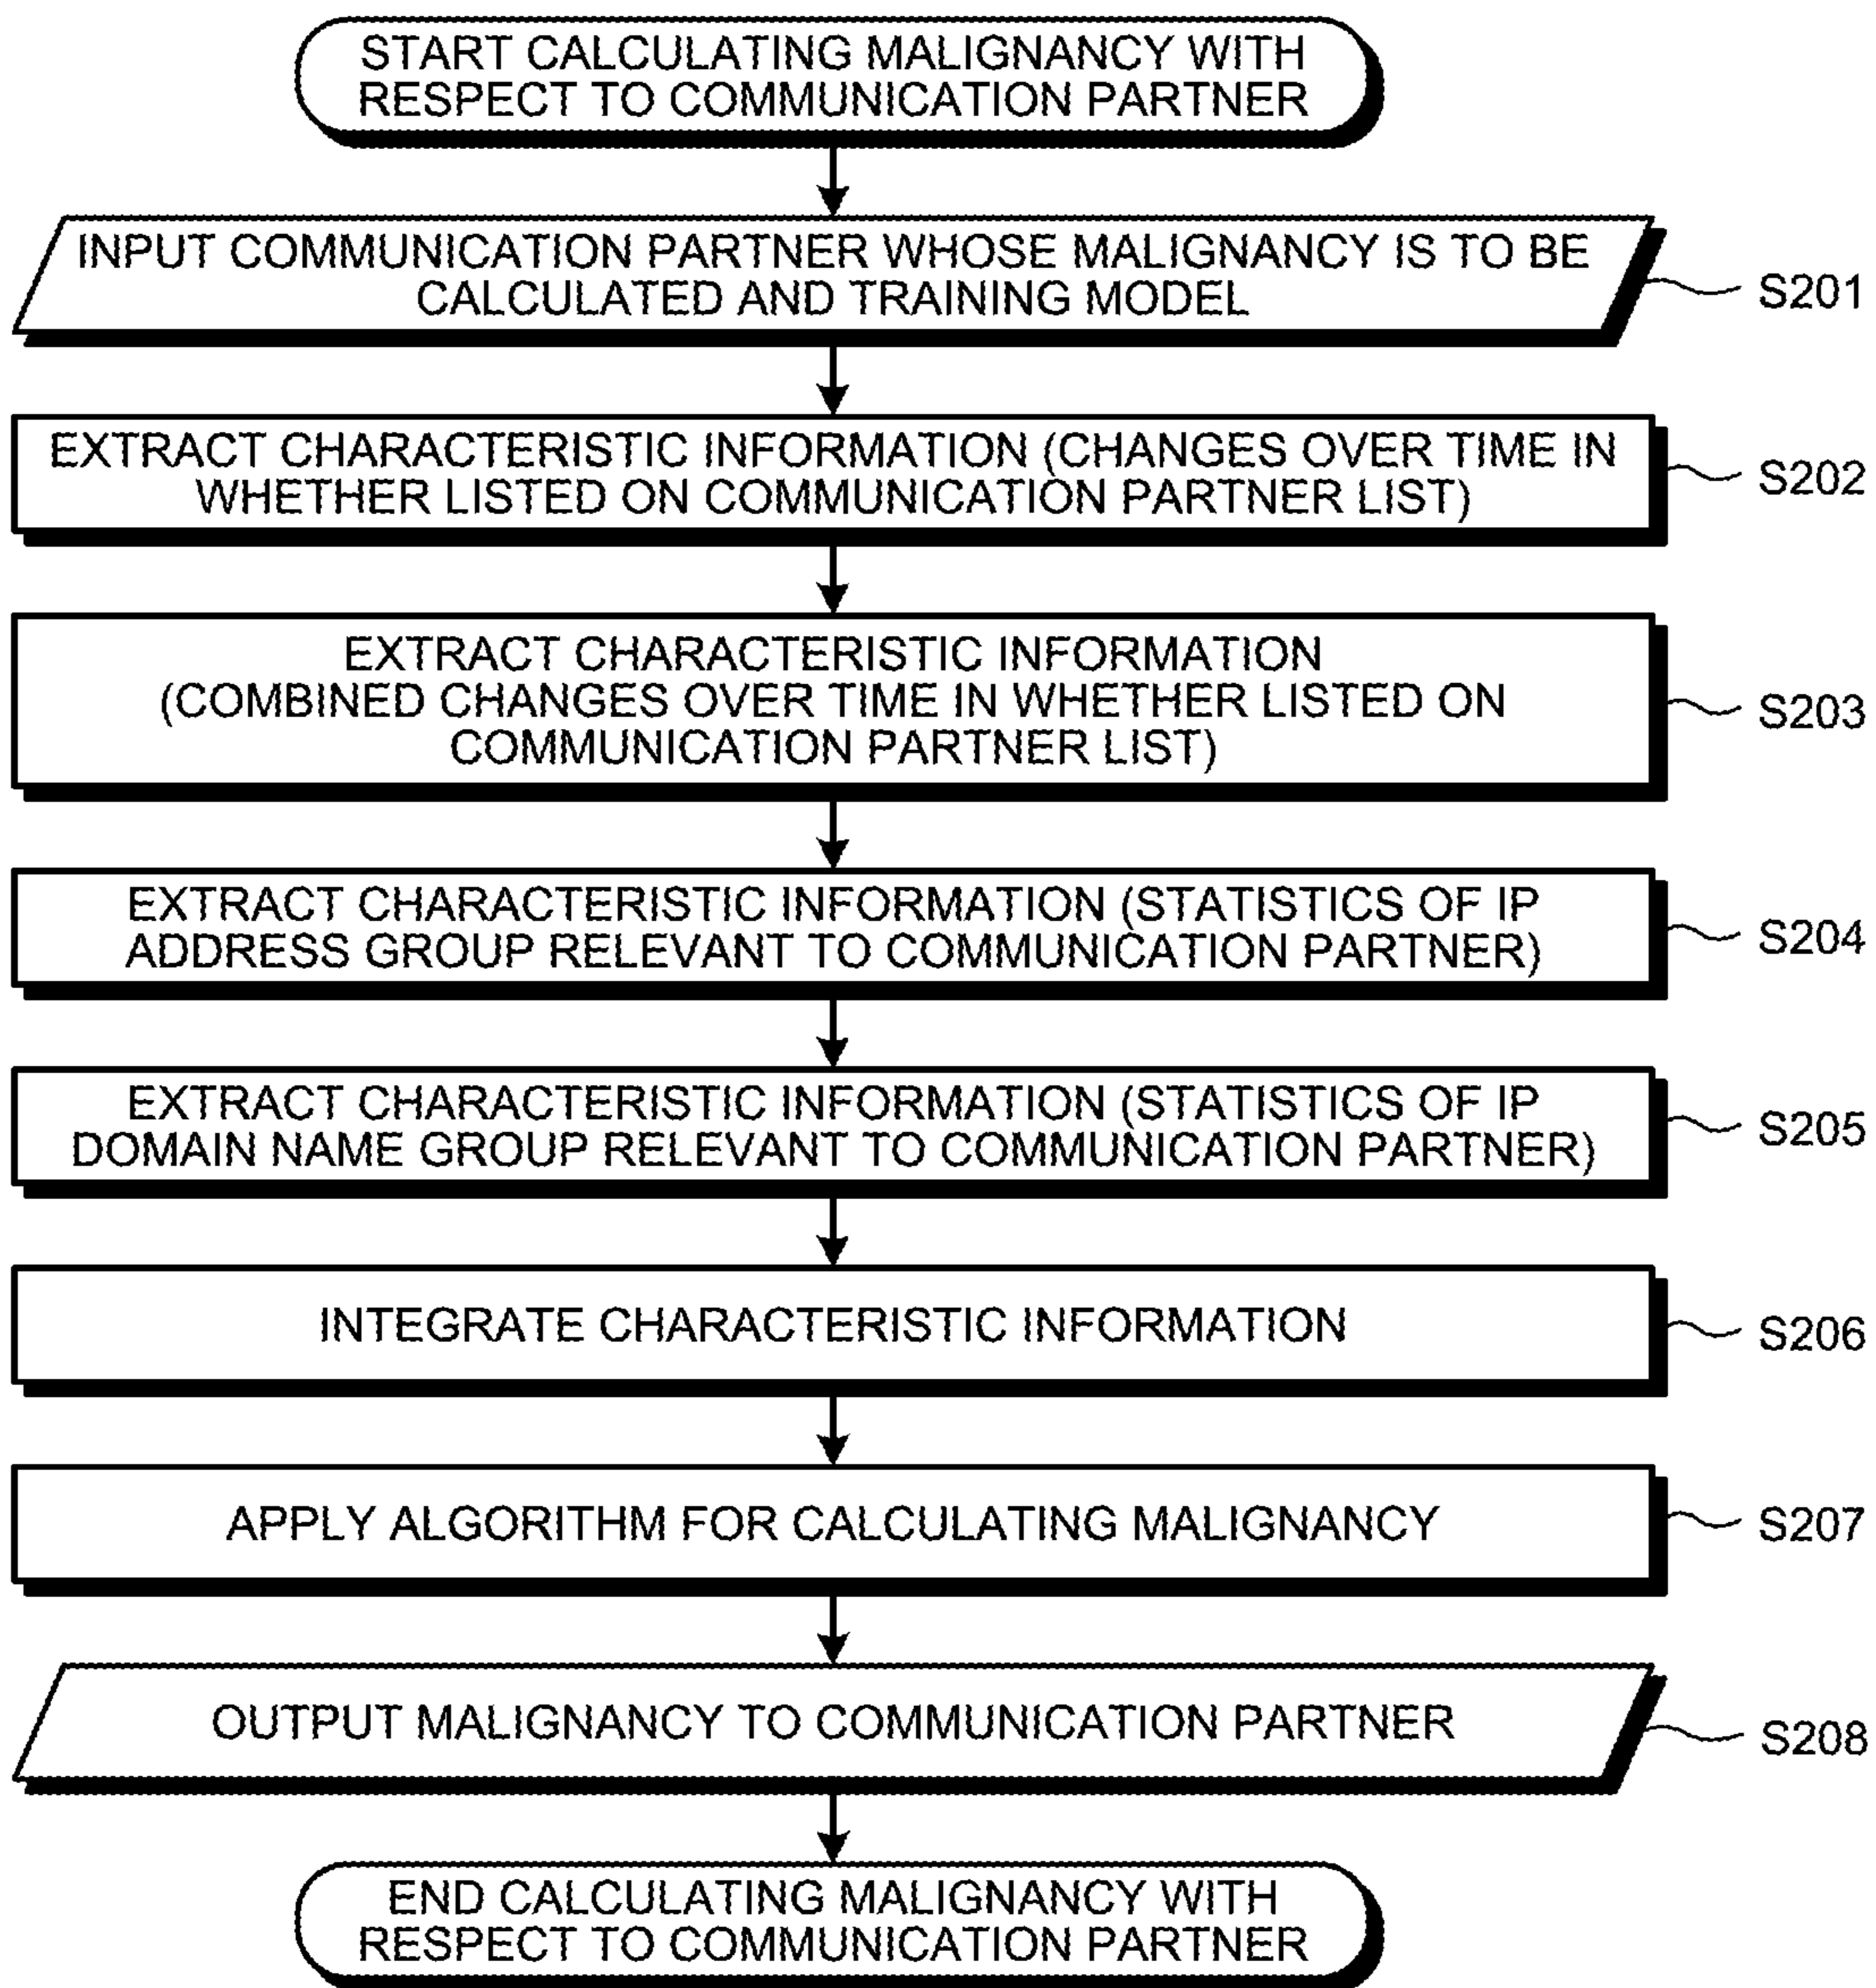 START CALCULATING MALIGNANCY WITH
RESPECT TO COMMUNICATION PARTNER
INPUT COMMUNICATION PARTNER WHOSE MALIGNANCY IS TO BE
CALCULATED AND TRAINING MODEL
S201
EXTRACT CHARACTERISTIC INFORMATION (CHANGES OVER TIME IN
WHETHER LISTED ON COMMUNICATION PARTNER LIST)
S202
EXTRACT CHARACTERISTIC INFORMATION
(COMBINED CHANGES OVER TIME IN WHETHER LISTED ON
COMMUNICATION PARTNER LIST)
S203
EXTRACT CHARACTERISTIC INFORMATION (STATISTICS OF IP
ADDRESS GROUP RELEVANT TO COMMUNICATION PARTNER)
S204
EXTRACT CHARACTERISTIC INFORMATION (STATISTICS OF IP
DOMAIN NAME GROUP RELEVANT TO COMMUNICATION PARTNER)
S205
INTEGRATE CHARACTERISTIC INFORMATION
S206
APPLY ALGORITHM FOR CALCULATING MALIGNANCY
S207
OUTPUT MALIGNANCY TO COMMUNICATION PARTNER
S208
END CALCULATING MALIGNANCY WITH
RESPECT TO COMMUNICATION PARTNER